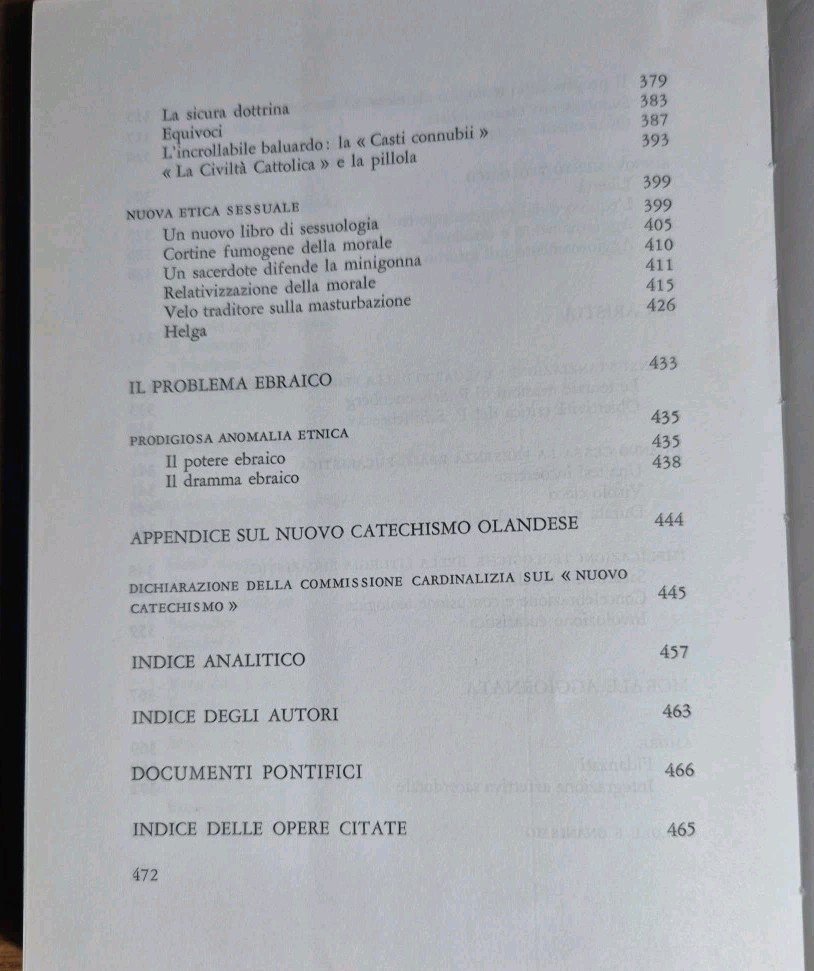 La sicura dottrina 379
Equivoci 383
L'incrollabile baluardo: la « Casti connubii » 387
« La Civiltà Cattolica » e la pillola 393
NUOVA ETICA SESSUALE 399
Un nuovo libro di sessuologia 399
Cortine fumogene della morale 405
Un sacerdote difende la minigonna 410
Relativizzazione della morale 411
Velo traditore sulla masturbazione 415
Helga 426
IL PROBLEMA EBRAICO 433
PRODIGIOSA ANOMALIA ETNICA 435
Il potere ebraico 435
Il dramma ebraico 438
APPENDICE SUL NUOVO CATECHISMO OLANDESE 444
DICHIARAZIONE DELLA COMMISSIONE CARDINALIZIA SUL « NUOVO
CATECHISMO » 445
INDICE ANALITICO 457
INDICE DEGLI AUTORI 463
DOCUMENTI PONTIFICI 466
INDICE DELLE OPERE CITATE 465
472